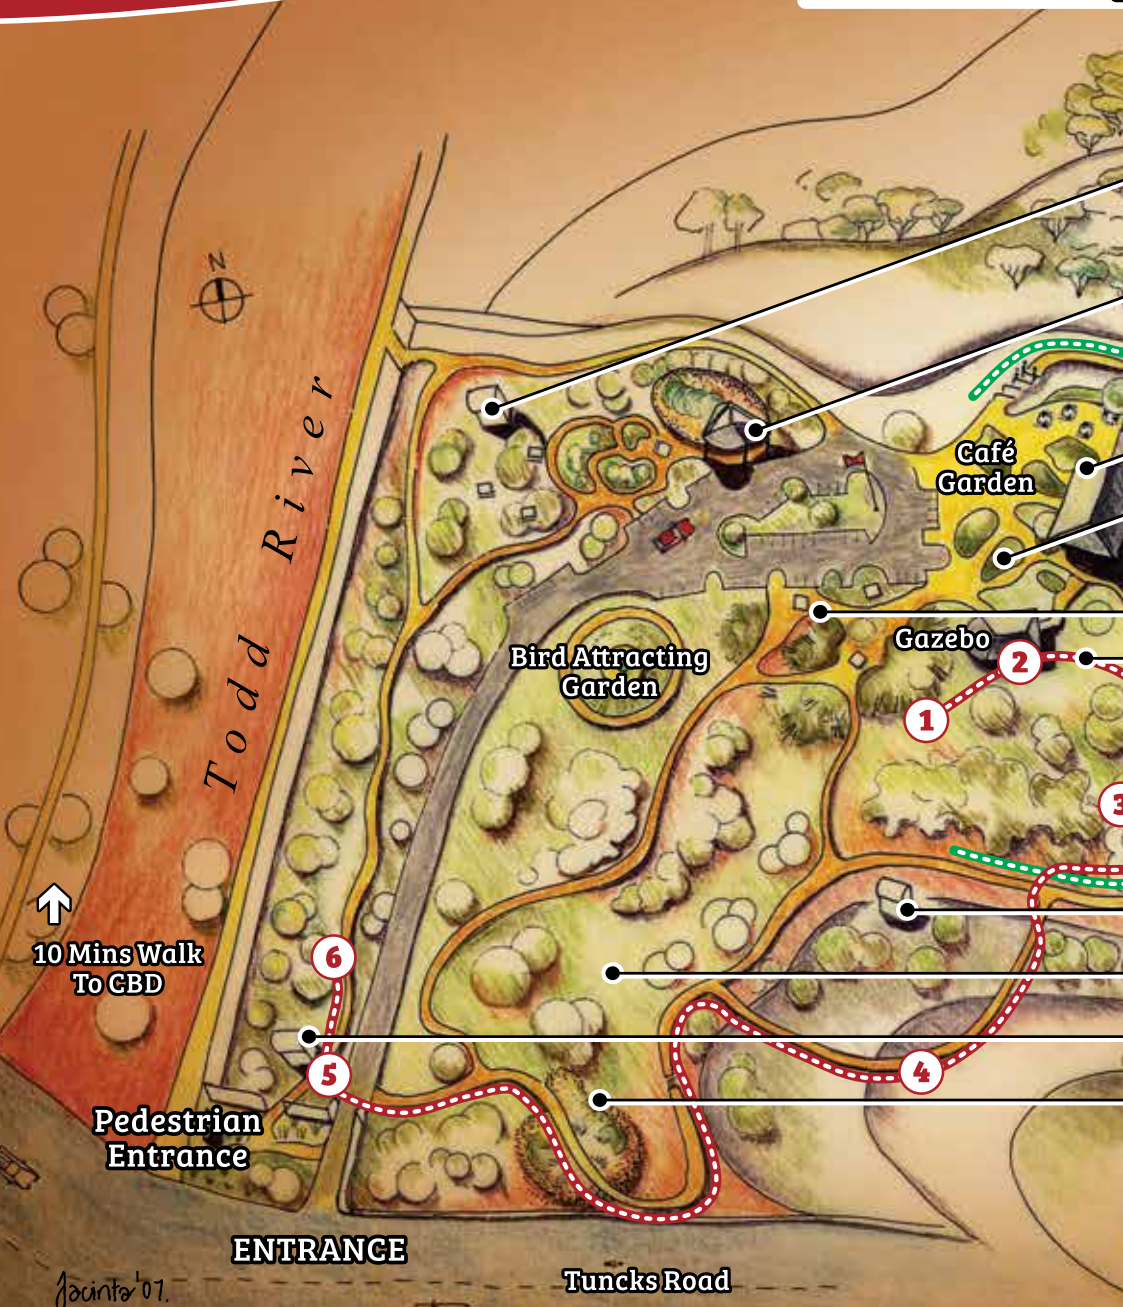 N
Todd River
Café
Garden
Bird Attracting
Garden
Gazebo
2
1
3
10 Mins Walk
To CBD
6
5
4
Pedestrian
Entrance
ENTRANCE
Tuncks Road
Jacinta '07.